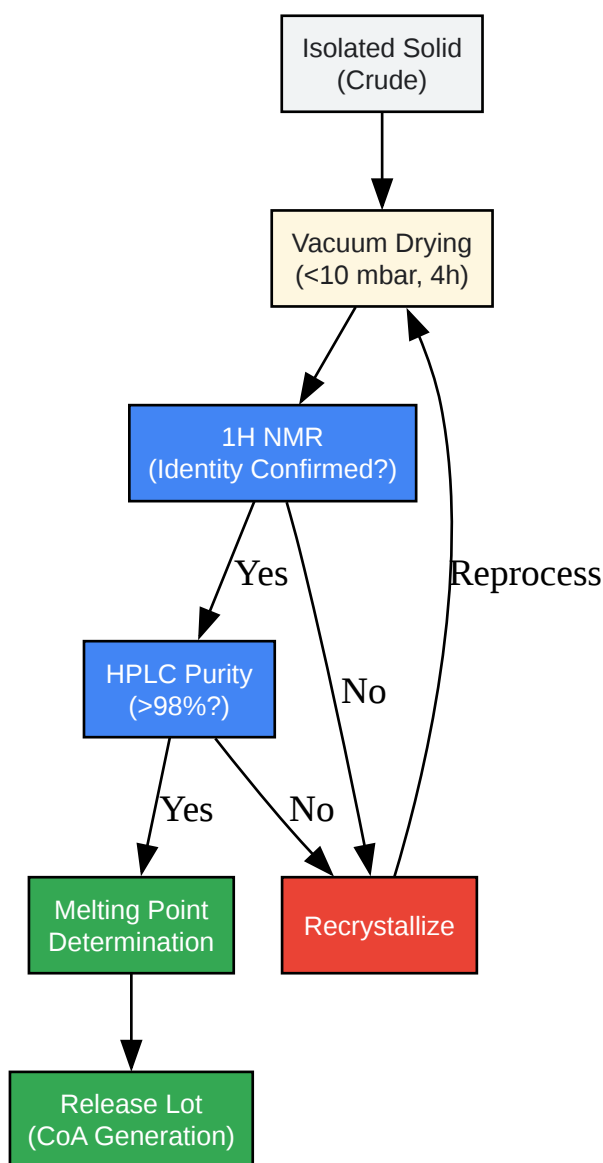 Isolated Solid
(Crude)
Vacuum Drying
(<10 mbar, 4h)
1H NMR
(Identity Confirmed?)
Yes
Reprocess
HPLC Purity
(>98%?)
No
Yes
No
Melting Point
Determination
Recrystallize
Release Lot
(CoA Generation)